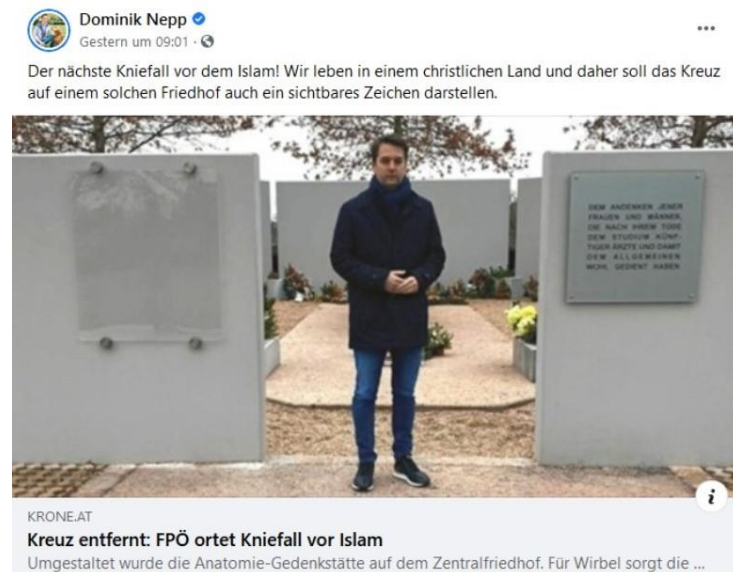 Dominik Nepp
Gestern um 09:01 ·
Der nächste Kniefall vor dem Islam! Wir leben in einem christlichen Land und daher soll das Kreuz
auf einem solchen Friedhof auch ein sichtbares Zeichen darstellen.
DEM ANDENKEN JENER
FRAUEN UND MÄNNER,
DIE NACH IHREM TODE
DEM STUDIUM KÜNF-
TIGER ÄRZTE UND DAMIT
DEM ALLGEMEINEN
WOHL GEDIENT HABEN
i
KRONE.AT
Kreuz entfernt: FPÖ ortet Kniefall vor Islam
Umgestaltet wurde die Anatomie-Gedenkstätte auf dem Zentralfriedhof. Für Wirbel sorgt die ...